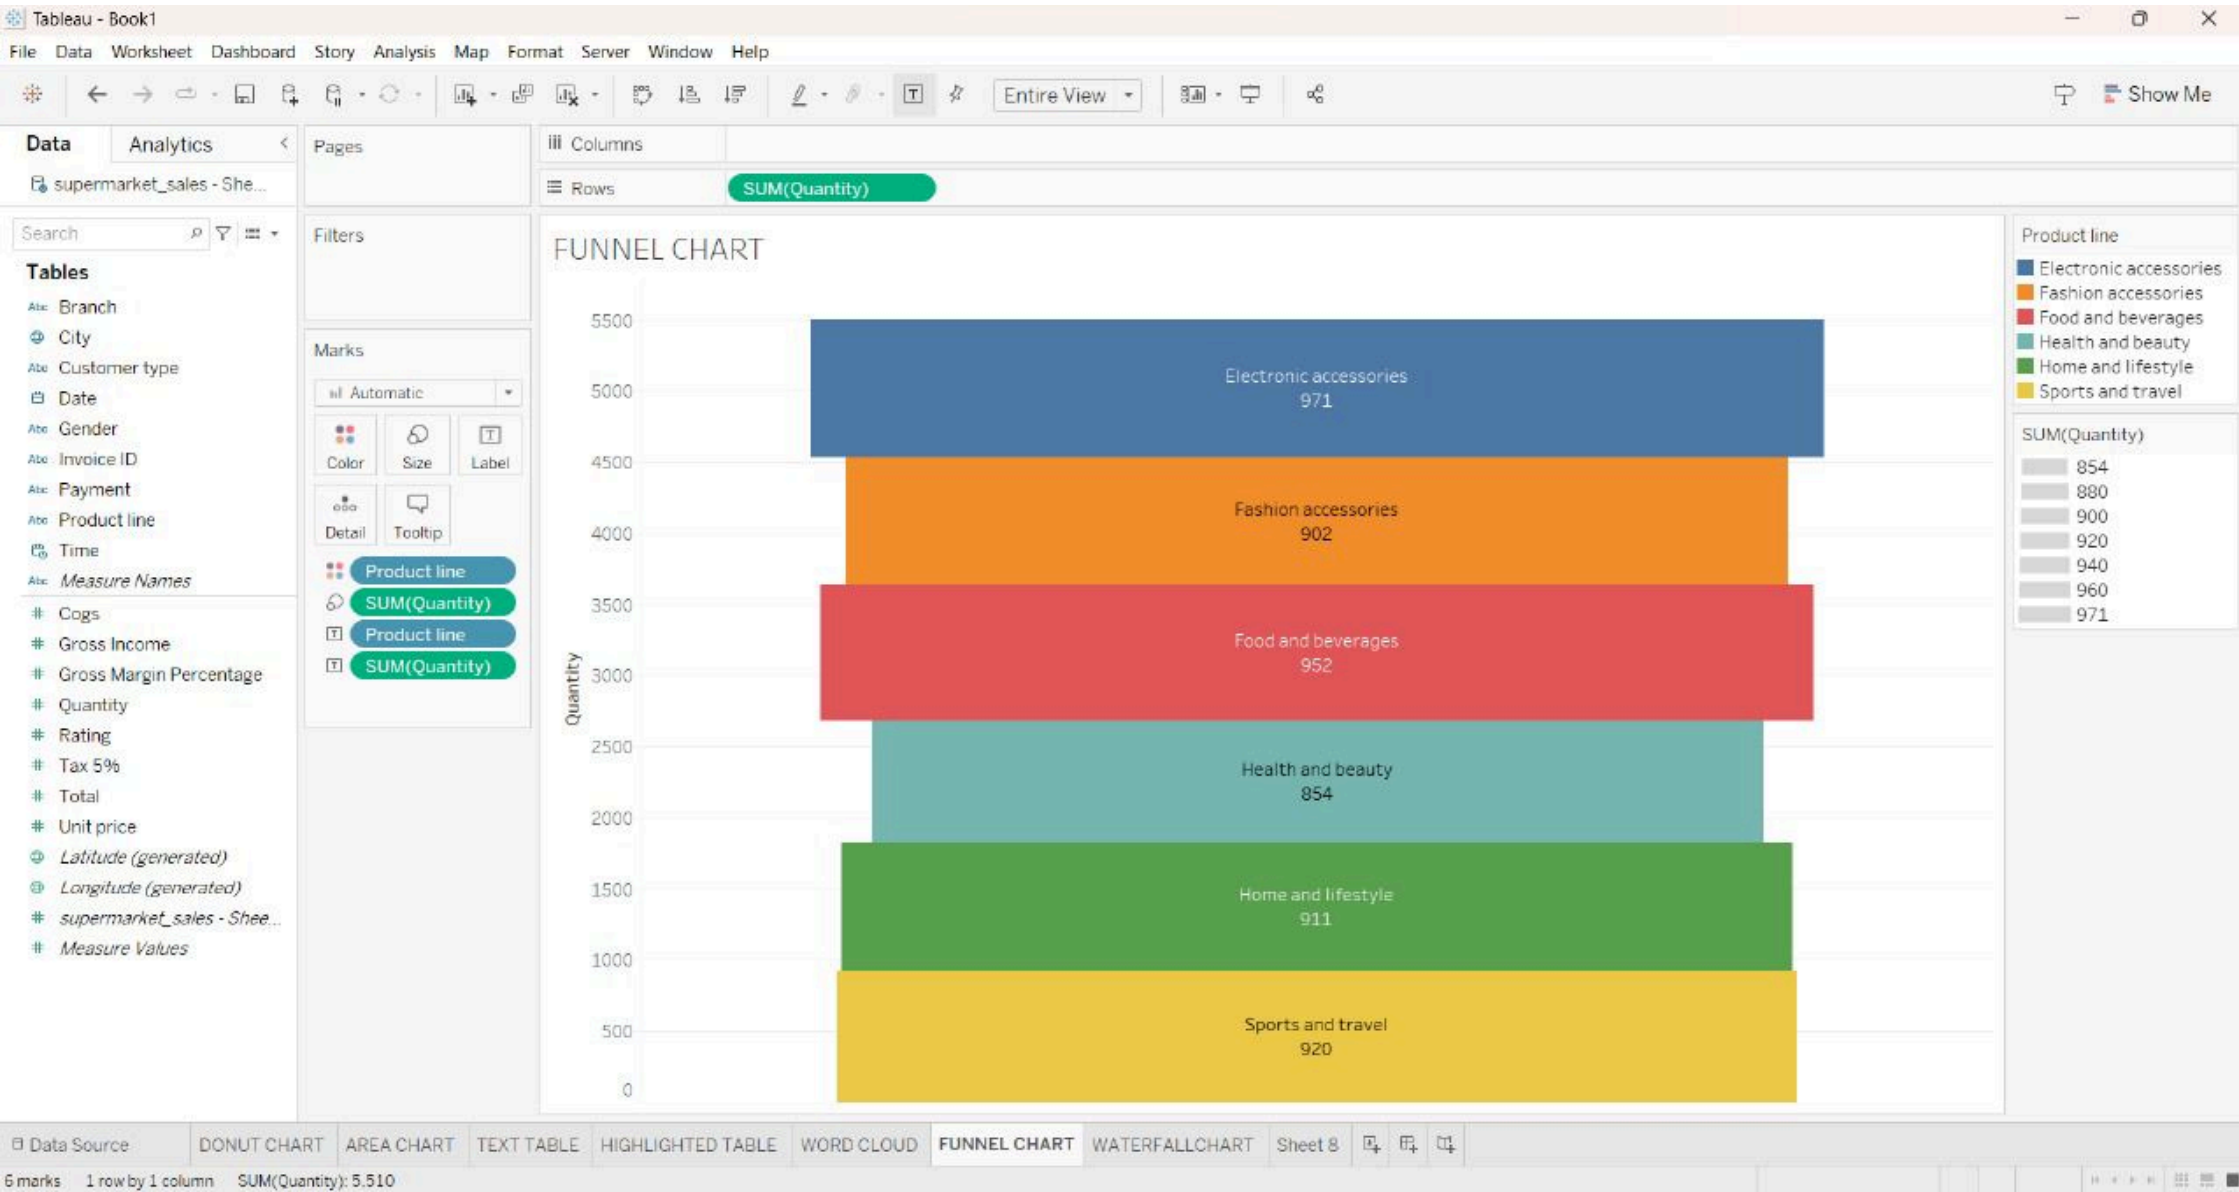 Tableau - Book1
File Data Worksheet Dashboard Story Analysis Map Format Server Window Help
Entire View
Show Me
Data Analytics
supermarket_sales - She...
Search
Tables
Abc Branch
City
Abc Customer type
Date
Abc Gender
Abc Invoice ID
Abc Payment
Abc Product line
Time
Abc Measure Names
# Cogs
# Gross Income
# Gross Margin Percentage
# Quantity
# Rating
# Tax 5%
# Total
# Unit price
Latitude (generated)
Longitude (generated)
# supermarket_sales - Shee...
# Measure Values
Pages
Filters
Marks
Automatic
Color Size Label
Detail Tooltip
Product line
SUM(Quantity)
Product line
SUM(Quantity)
Columns
Rows SUM(Quantity)
FUNNEL CHART
Quantity
5500
5000
4500
4000
3500
3000
2500
2000
1500
1000
500
0
Electronic accessories
971
Fashion accessories
902
Food and beverages
952
Health and beauty
854
Home and lifestyle
911
Sports and travel
920
Product line
Electronic accessories
Fashion accessories
Food and beverages
Health and beauty
Home and lifestyle
Sports and travel
SUM(Quantity)
854
880
900
920
940
960
971
Data Source DONUT CHART AREA CHART TEXT TABLE HIGHLIGHTED TABLE WORD CLOUD FUNNEL CHART WATERFALLCHART Sheet 8
6 marks 1 row by 1 column SUM(Quantity): 5.510